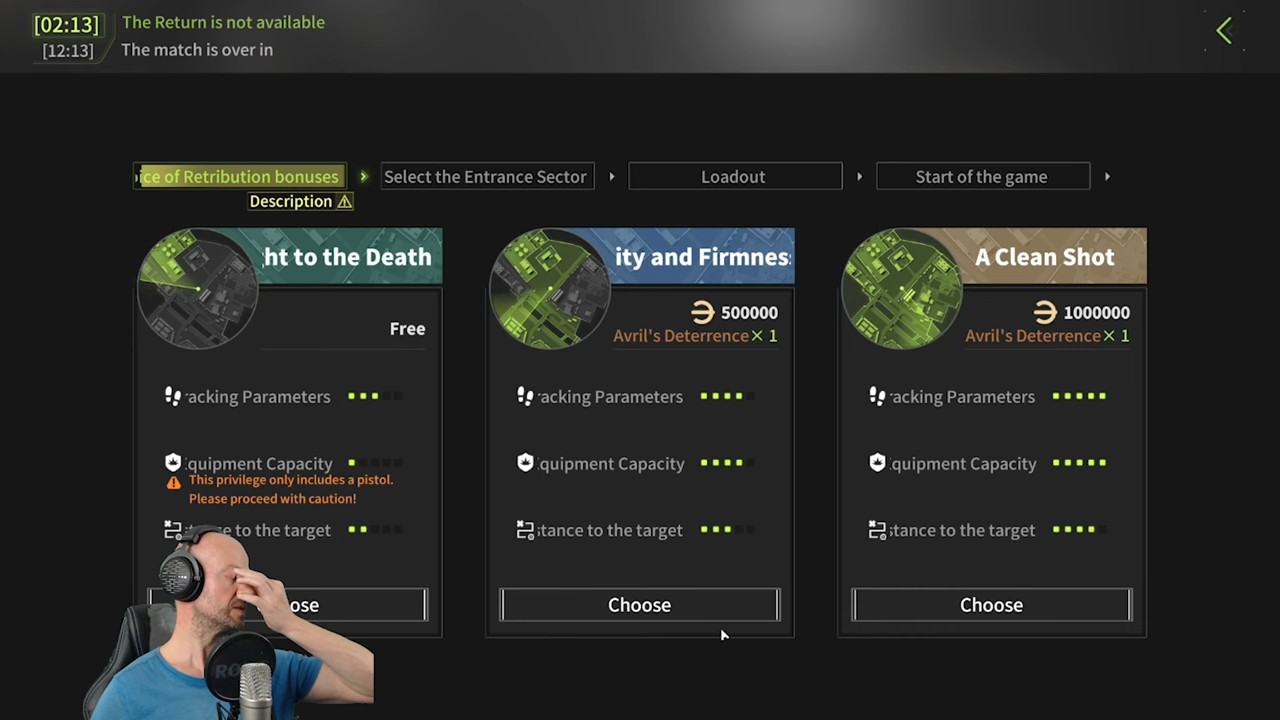 [02:13] The Return is not available
[12:13] The match is over in
ice of Retribution bonuses
Select the Entrance Sector
Loadout
Start of the game
Description
ht to the Death
Free
acking Parameters
quipment Capacity
This privilege only includes a pistol.
Please proceed with caution!
to the target
ity and Firmness
500000
Avril's Deterrence × 1
acking Parameters
quipment Capacity
stance to the target
Choose
A Clean Shot
1000000
Avril's Deterrence × 1
acking Parameters
quipment Capacity
stance to the target
Choose